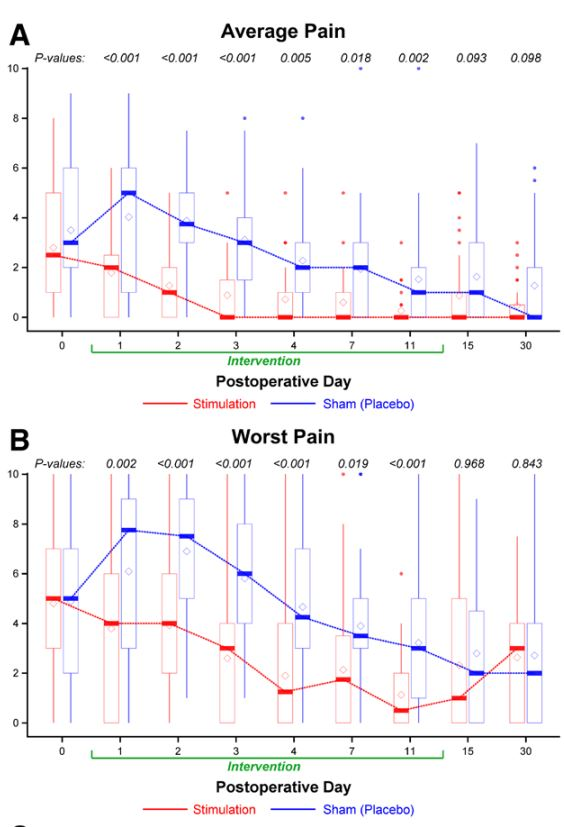 A
Average Pain
P-values: <0.001 <0.001 <0.001 0.005 0.018 0.002 0.093 0.098
10
8
6
4
2
0
0 1 2 3 4 7 11 15 30
Intervention
Postoperative Day
Stimulation Sham (Placebo)
B
Worst Pain
P-values: 0.002 <0.001 <0.001 <0.001 0.019 <0.001 0.968 0.843
10
8
6
4
2
0
0 1 2 3 4 7 11 15 30
Intervention
Postoperative Day
Stimulation Sham (Placebo)